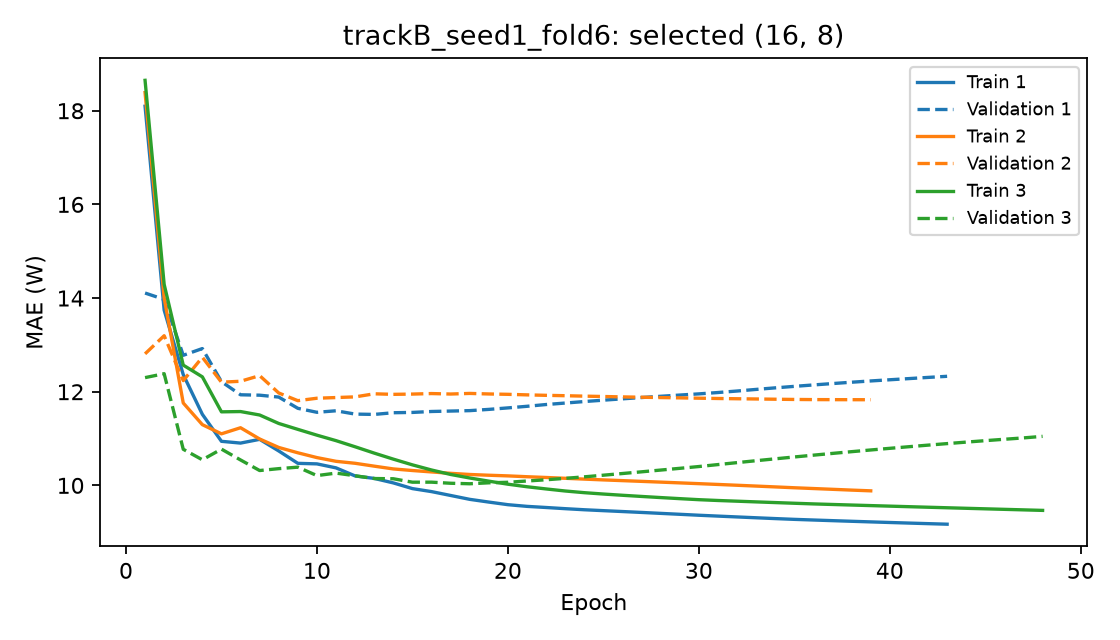 trackB_seed1_fold6: selected (16, 8)
Train 1
Validation 1
Train 2
Validation 2
Train 3
Validation 3
MAE (W)
18
16
14
12
10
0 10 20 30 40 50
Epoch